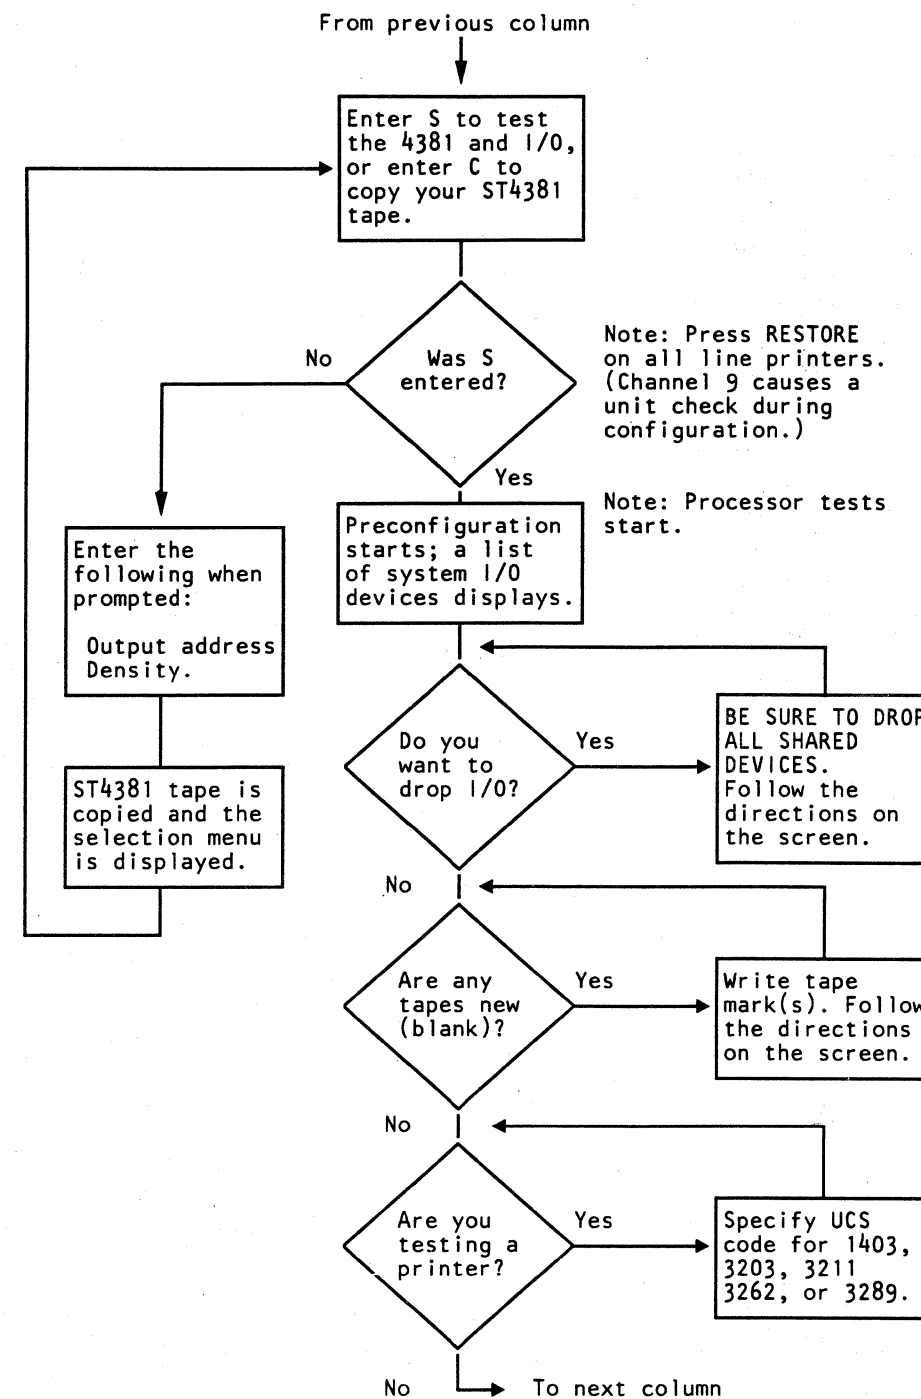 From previous column
Enter S to test
the 4381 and I/O,
or enter C to
copy your ST4381
tape.
No
Was S
entered?
Note: Press RESTORE
on all line printers.
(Channel 9 causes a
unit check during
configuration.)
Yes
Note: Processor tests
start.
Preconfiguration
starts; a list
of system I/O
devices displays.
Enter the
following when
prompted:
Output address
Density.
ST4381 tape is
copied and the
selection menu
is displayed.
Do you
want to
drop I/O?
Yes
BE SURE TO DROP
ALL SHARED
DEVICES.
Follow the
directions on
the screen.
No
Are any
tapes new
(blank)?
Yes
Write tape
mark(s). Follow
the directions
on the screen.
No
Are you
testing a
printer?
Yes
Specify UCS
code for 1403,
3203, 3211
3262, or 3289.
No
To next column